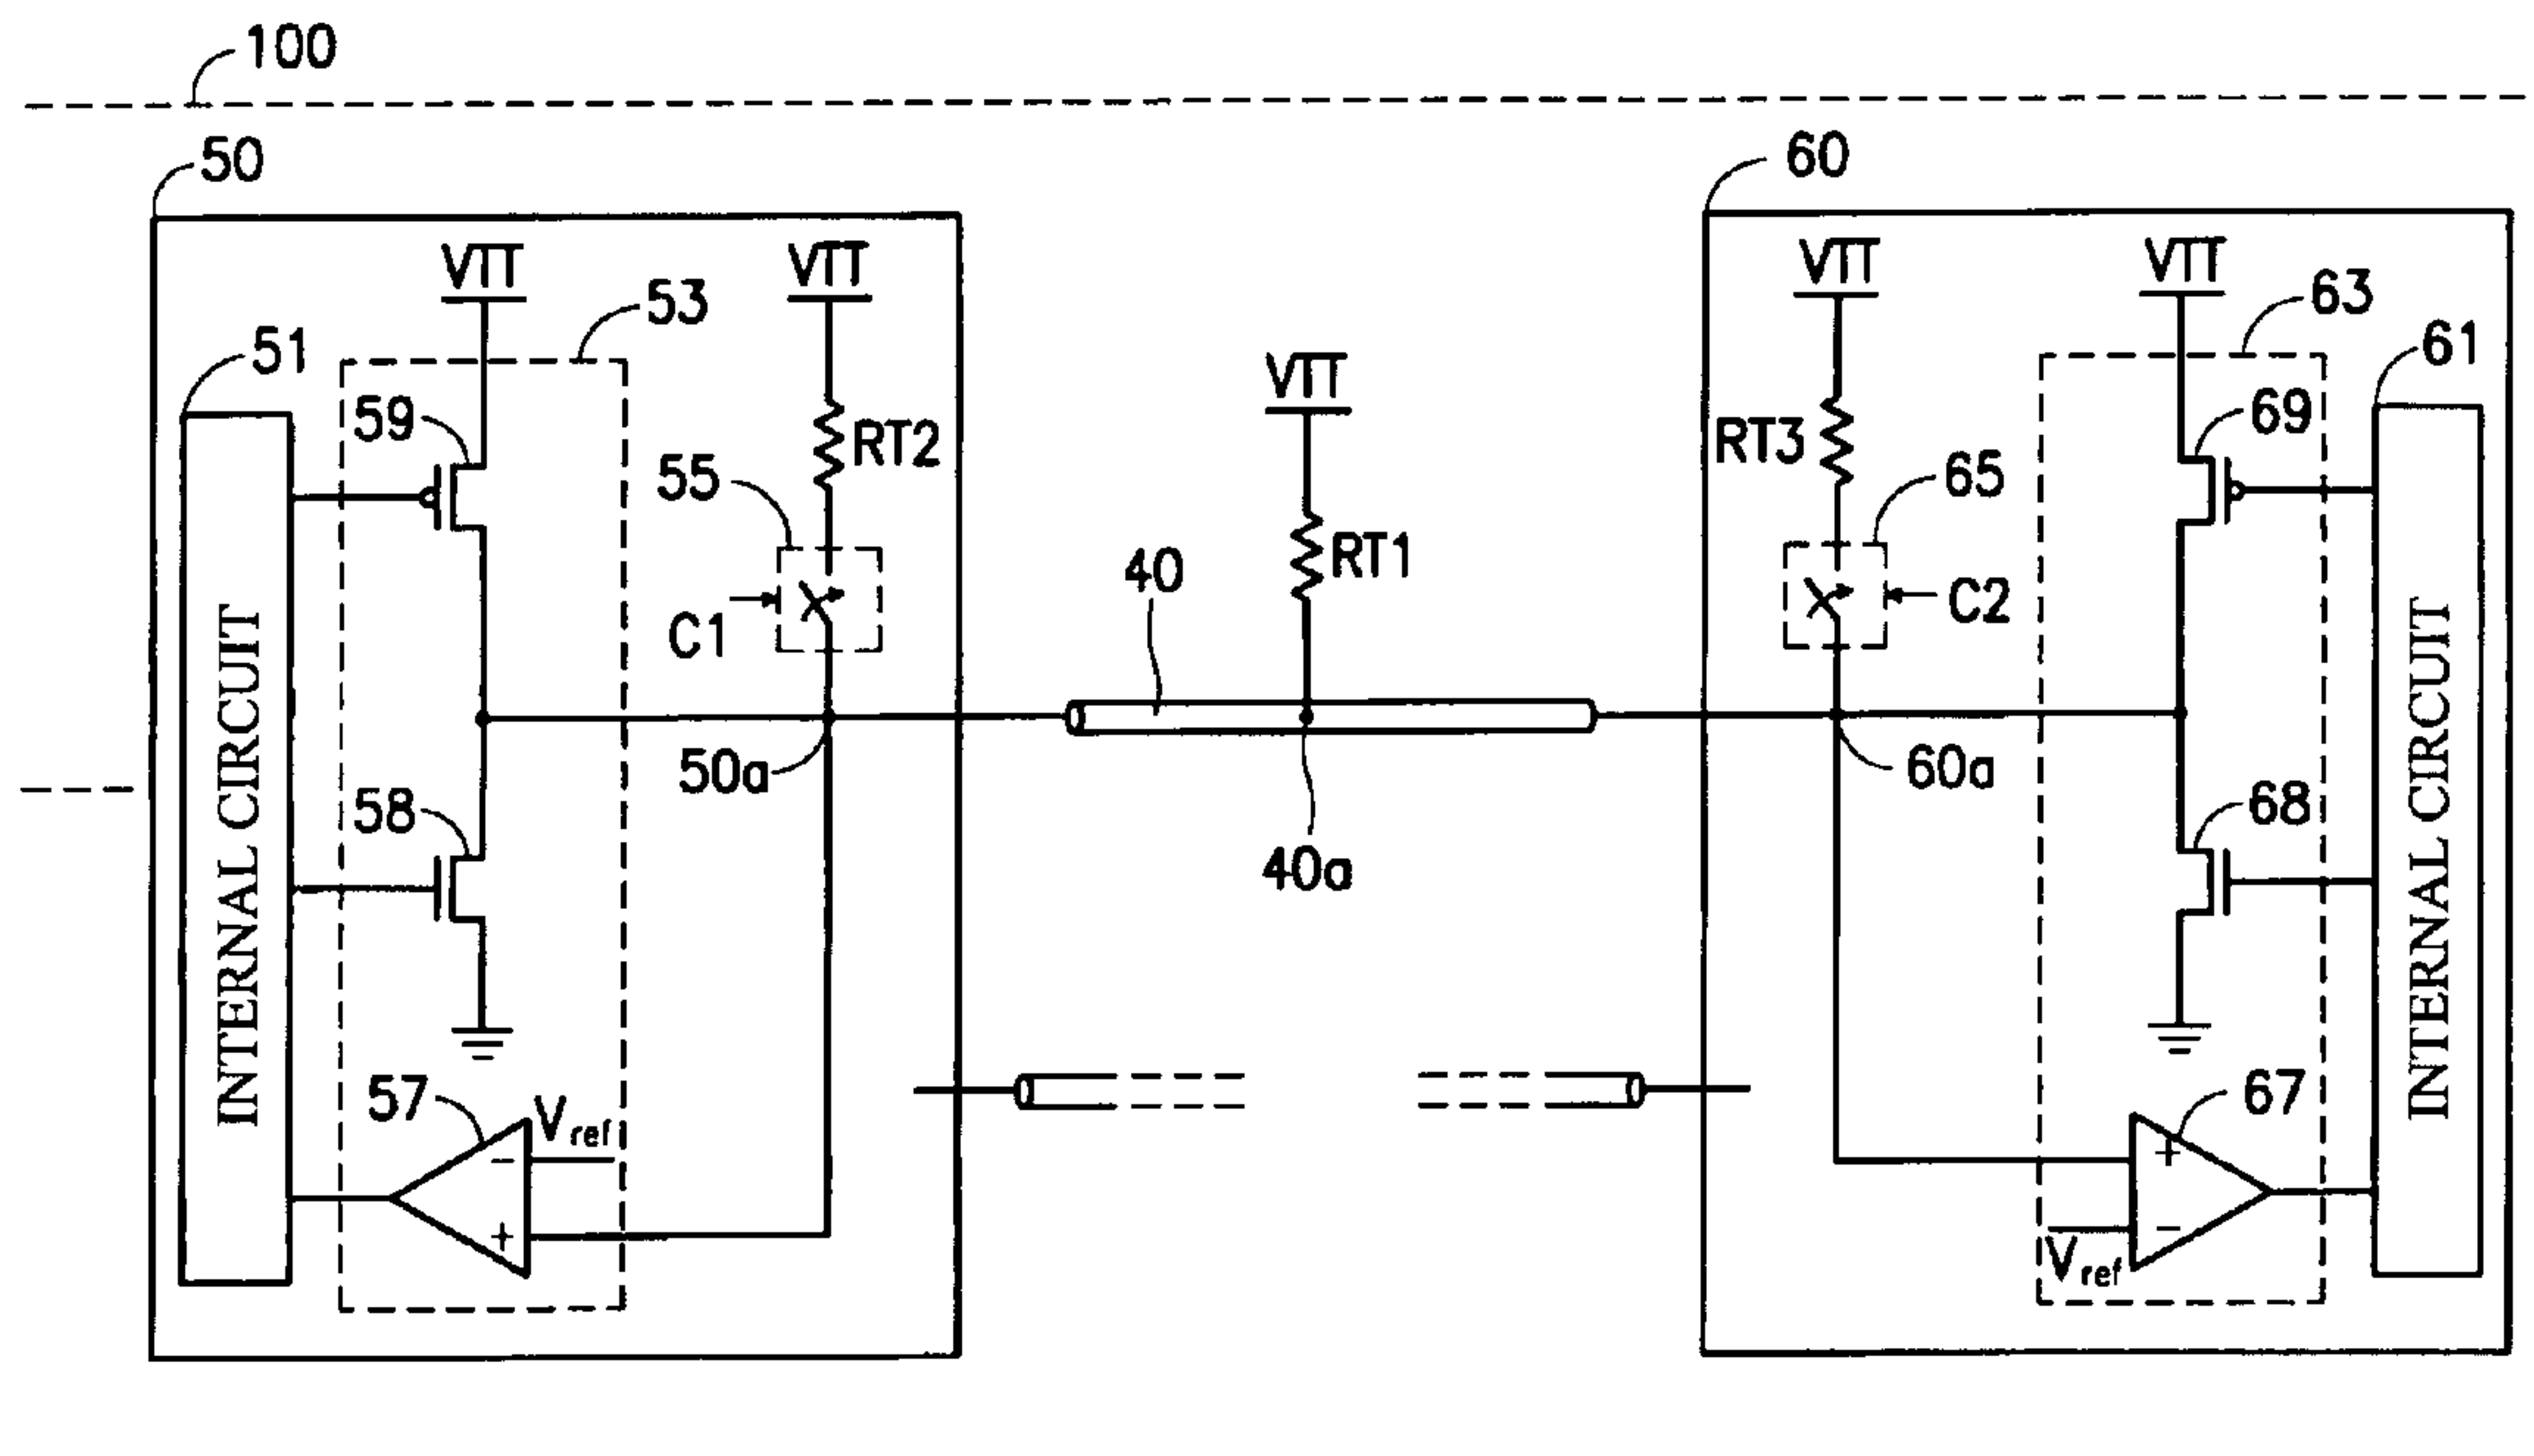 100
50
60
VTT
VTT
VTT
VTT
53
63
51
61
VTT
59
69
RT2
RT3
55
65
RT1
40
C1
C2
INTERNAL CIRCUIT
INTERNAL CIRCUIT
50a
60a
58
68
40a
57
Vref
67
-
+
+
-
Vref